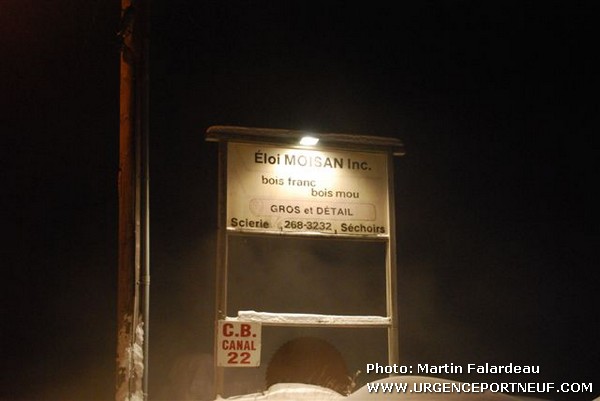 Éloi MOISAN Inc.
bois franc
bois mou
GROS et DÉTAIL
Scierie 268-3232 Séchoirs
C.B.
CANAL
22
Photo: Martin Falardeau
WWW.URGENCEPORTNEUF.COM